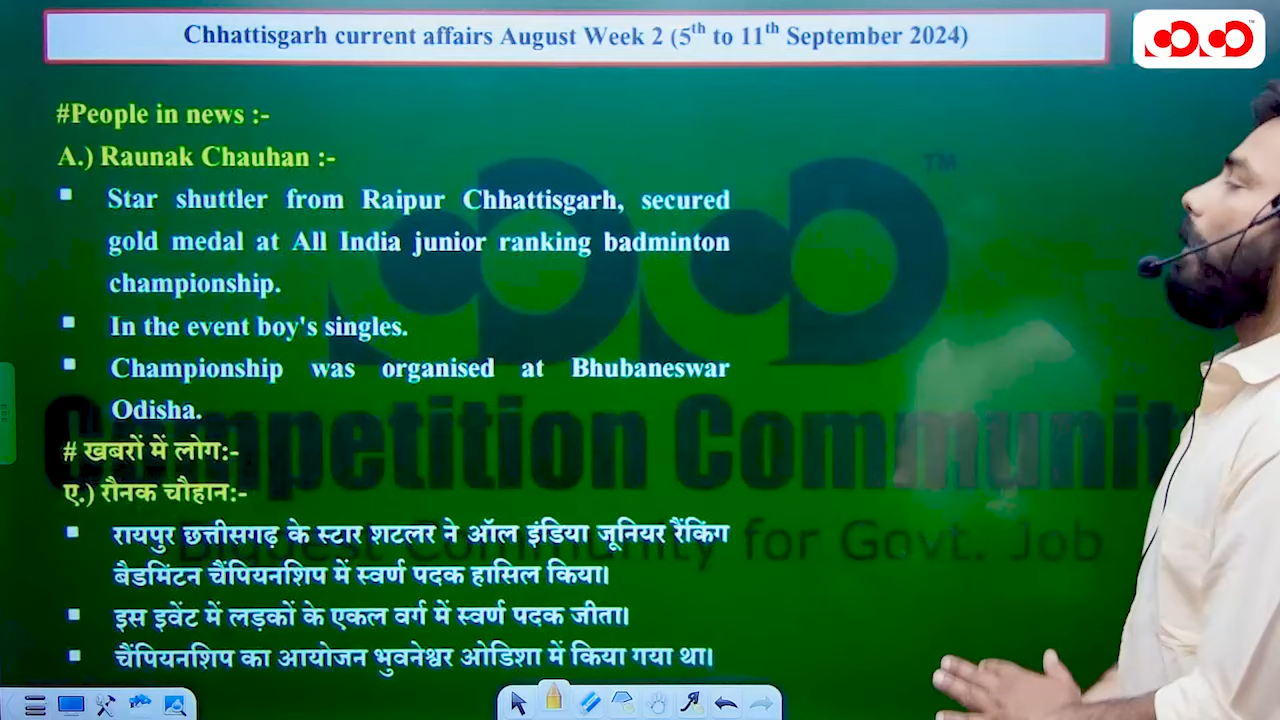 Chhattisgarh current affairs August Week 2 (5th to 11th September 2024)
#People in news :-
A.) Raunak Chauhan :-
Star shuttler from Raipur Chhattisgarh, secured
gold medal at All India junior ranking badminton
championship.
In the event boy's singles.
Championship was organised at Bhubaneswar
Odisha.
# खबरों में लोग:-
ए.) रौनक चौहान:-
रायपुर छत्तीसगढ़ के स्टार शटलर ने ऑल इंडिया जूनियर रैंकिंग
बैडमिंटन चैंपियनशिप में स्वर्ण पदक हासिल किया।
इस इवेंट में लड़कों के एकल वर्ग में स्वर्ण पदक जीता।
चैंपियनशिप का आयोजन भुवनेश्वर ओडिशा में किया गया था।
TM
Competition Communit
Biggest Community for Govt. Job